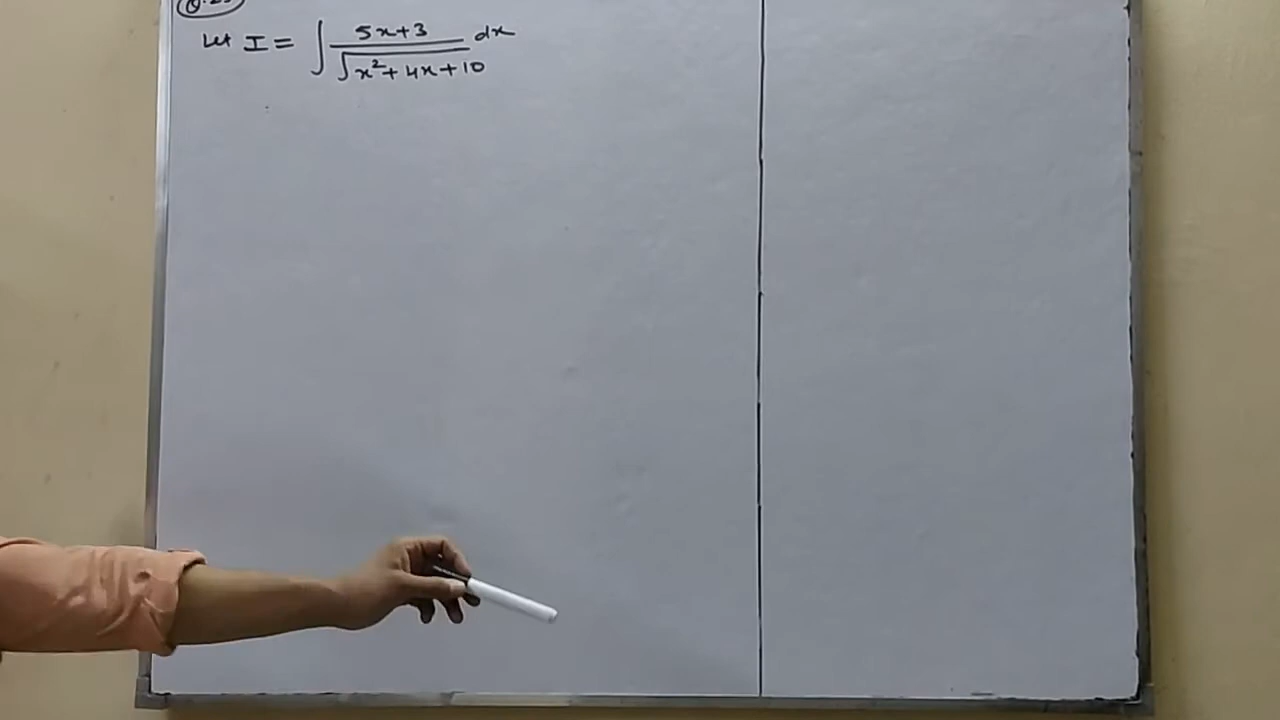 Let I = ∫ (5x+3)/√(x²+4x+10) dx